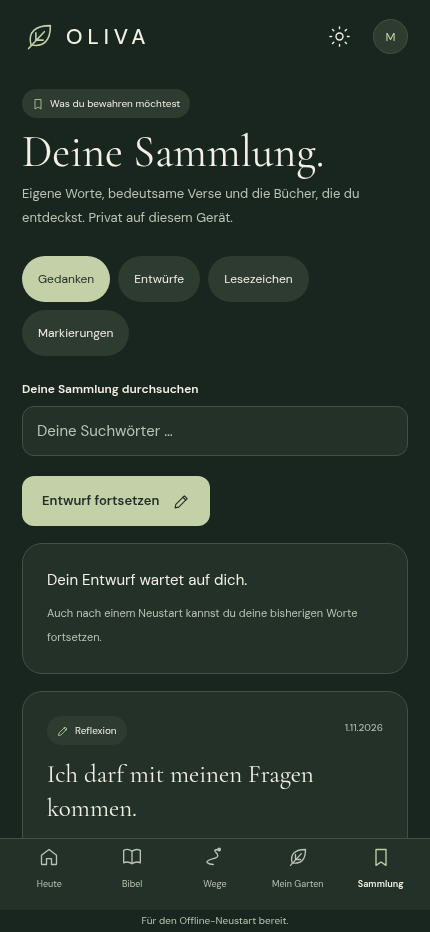 OLIVA
M
Was du bewahren möchtest
Deine Sammlung.
Eigene Worte, bedeutsame Verse und die Bücher, die du
entdeckst. Privat auf diesem Gerät.
Gedanken
Entwürfe
Lesezeichen
Markierungen
Deine Sammlung durchsuchen
Deine Suchwörter ...
Entwurf fortsetzen
Dein Entwurf wartet auf dich.
Auch nach einem Neustart kannst du deine bisherigen Worte
fortsetzen.
Reflexion
1.11.2026
Ich darf mit meinen Fragen
kommen.
Heute
Bibel
Wege
Mein Garten
Sammlung
Für den Offline-Neustart bereit.